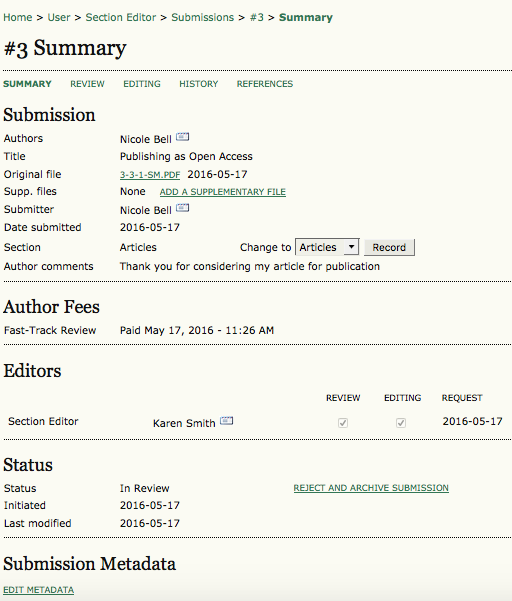 Home > User > Section Editor > Submissions > #3 > Summary
#3 Summary
SUMMARY REVIEW EDITING HISTORY REFERENCES
Submission
Authors Nicole Bell
Title Publishing as Open Access
Original file 3-3-1-SM.PDF 2016-05-17
Supp. files None ADD A SUPPLEMENTARY FILE
Submitter Nicole Bell
Date submitted 2016-05-17
Section Articles Change to Articles Record
Author comments Thank you for considering my article for publication
Author Fees
Fast-Track Review Paid May 17, 2016 - 11:26 AM
Editors
REVIEW EDITING REQUEST
Section Editor Karen Smith 2016-05-17
Status
Status In Review REJECT AND ARCHIVE SUBMISSION
Initiated 2016-05-17
Last modified 2016-05-17
Submission Metadata
EDIT METADATA